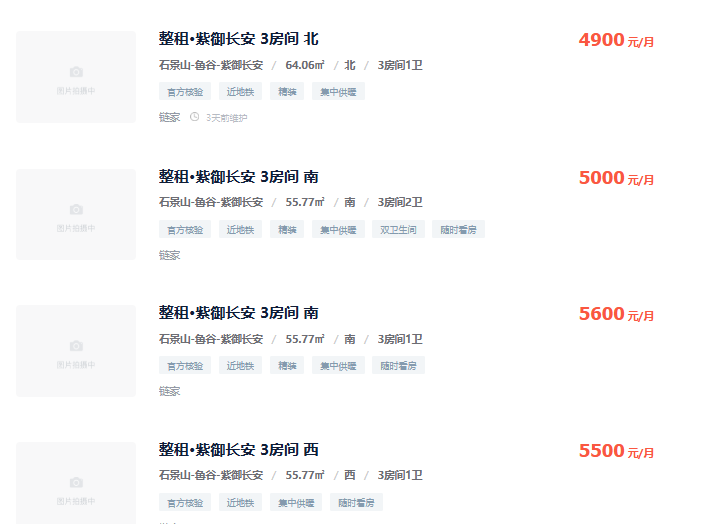 整租·紫御长安 3房间 北
4900 元/月
石景山-鲁谷-紫御长安 / 64.06㎡ / 北 / 3房间1卫
图片拍摄中
官方核验 近地铁 精装 集中供暖
链家 3天前维护
整租·紫御长安 3房间 南
5000 元/月
石景山-鲁谷-紫御长安 / 55.77㎡ / 南 / 3房间2卫
图片拍摄中
官方核验 近地铁 精装 集中供暖 双卫生间 随时看房
链家
整租·紫御长安 3房间 南
5600 元/月
石景山-鲁谷-紫御长安 / 55.77㎡ / 南 / 3房间1卫
图片拍摄中
官方核验 近地铁 精装 集中供暖 随时看房
链家
整租·紫御长安 3房间 西
5500 元/月
石景山-鲁谷-紫御长安 / 55.77㎡ / 西 / 3房间1卫
图片拍摄中
官方核验 近地铁 集中供暖 随时看房